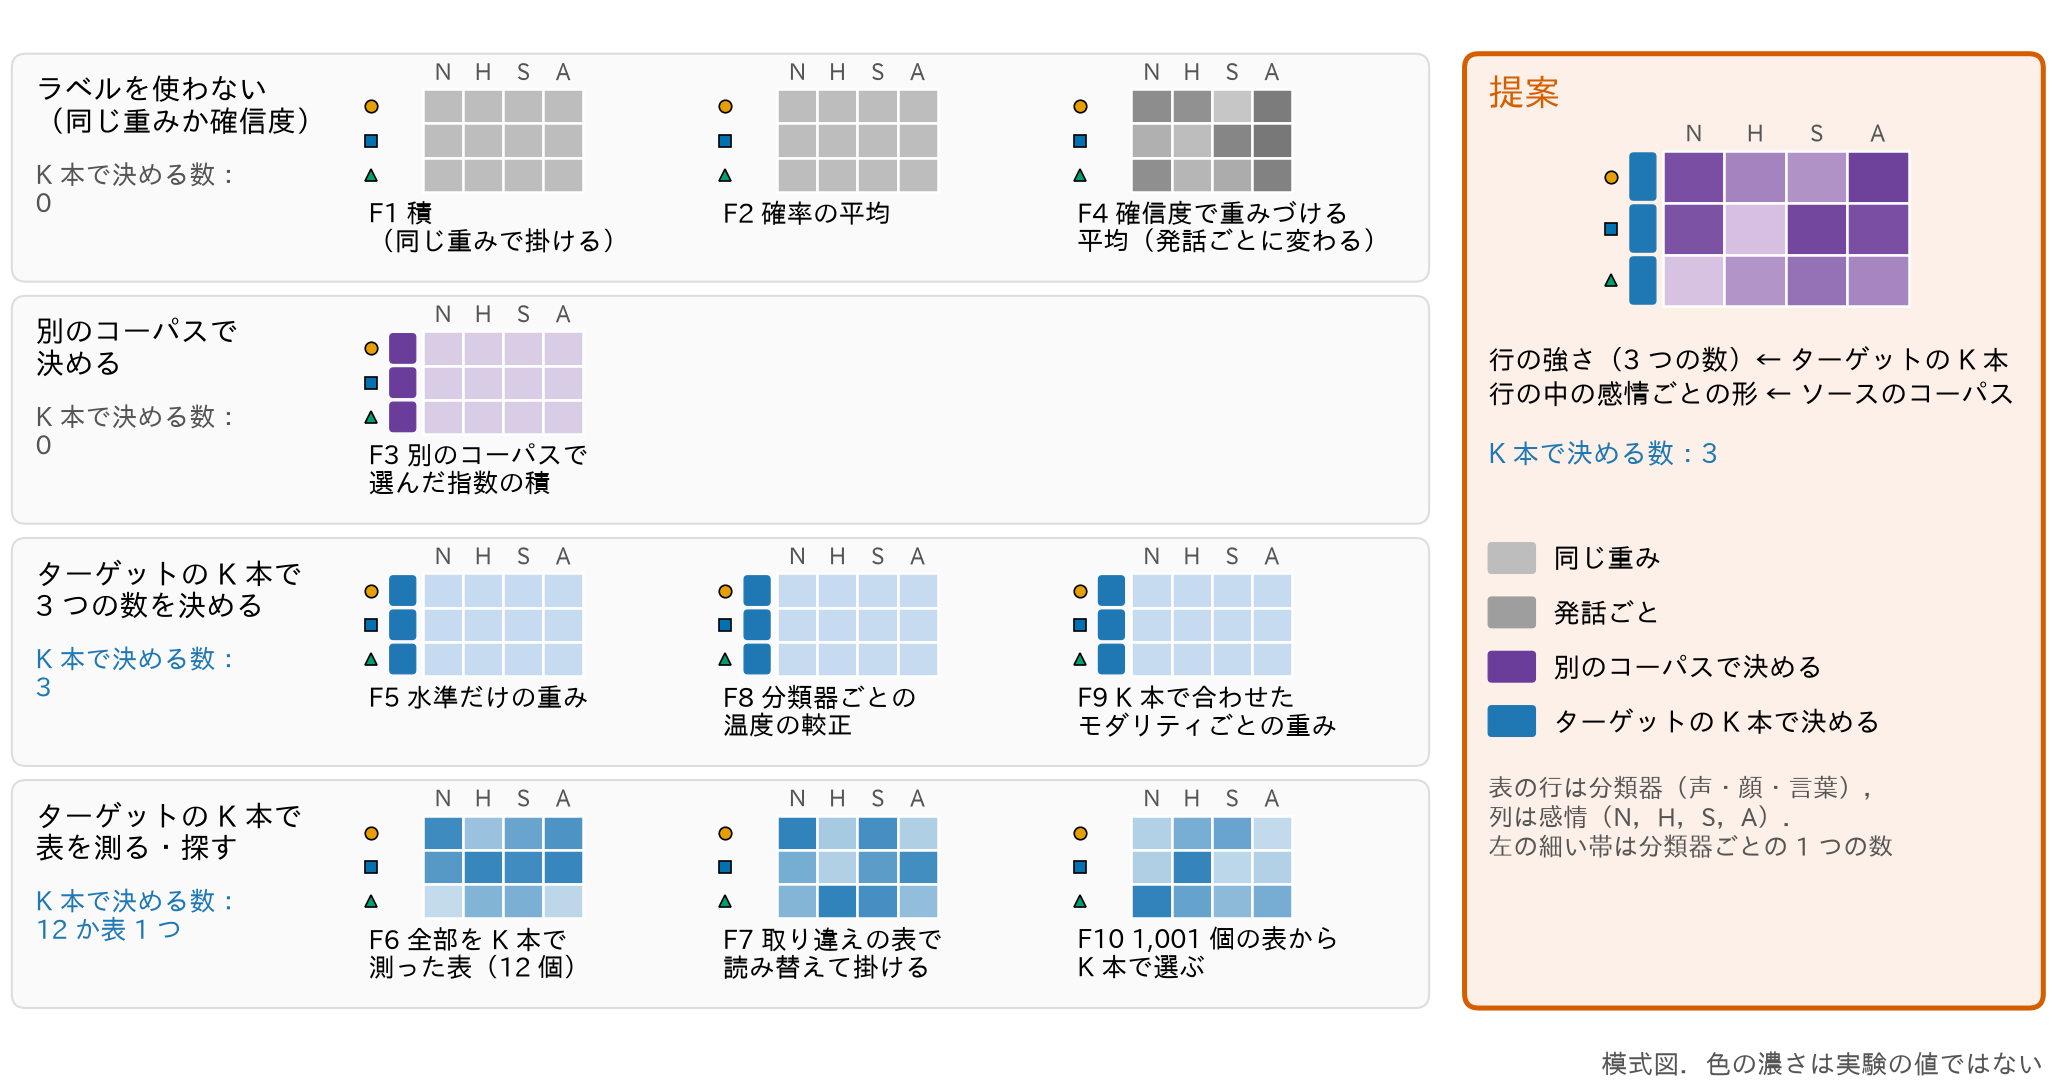 ラベルを使わない
（同じ重みか確信度）
K 本で決める数：
0
N H S A
F1 積
（同じ重みで掛ける）
N H S A
F2 確率の平均
N H S A
F4 確信度で重みづける
平均（発話ごとに変わる）
別のコーパスで
決める
K 本で決める数：
0
N H S A
F3 別のコーパスで
選んだ指数の積
ターゲットの K 本で
3 つの数を決める
K 本で決める数：
3
N H S A
F5 水準だけの重み
N H S A
F8 分類器ごとの
温度の較正
N H S A
F9 K 本で合わせた
モダリティごとの重み
ターゲットの K 本で
表を測る・探す
K 本で決める数：
12 か表 1 つ
N H S A
F6 全部を K 本で
測った表（12 個）
N H S A
F7 取り違えの表で
読み替えて掛ける
N H S A
F10 1,001 個の表から
K 本で選ぶ
提案
N H S A
行の強さ（3 つの数）← ターゲットの K 本
行の中の感情ごとの形 ← ソースのコーパス
K 本で決める数：3
同じ重み
発話ごと
別のコーパスで決める
ターゲットの K 本で決める
表の行は分類器（声・顔・言葉），
列は感情（N，H，S，A）．
左の細い帯は分類器ごとの 1 つの数
模式図．色の濃さは実験の値ではない